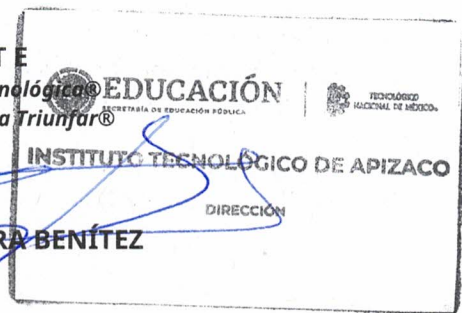 T E
nológica®
a Triunfar®
EDUCACIÓN
SECRETARÍA DE EDUCACIÓN PÚBLICA
TECNOLÓGICO
NACIONAL DE MÉXICO®
INSTITUTO TECNOLÓGICO DE APIZACO
DIRECCIÓN
RA BENÍTEZ